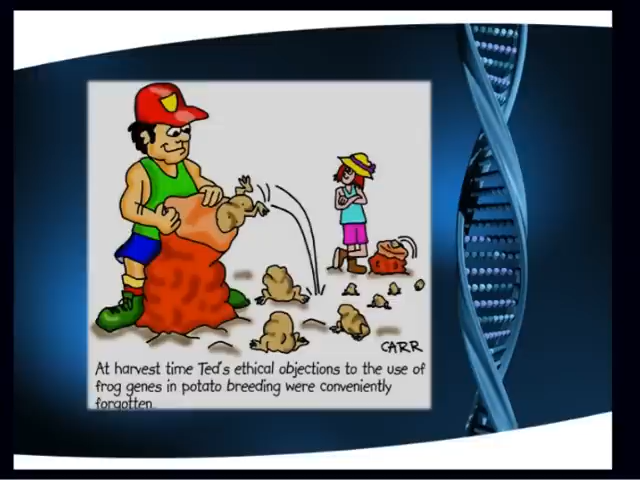 CARR
At harvest time Ted's ethical objections to the use of
frog genes in potato breeding were conveniently
forgotten